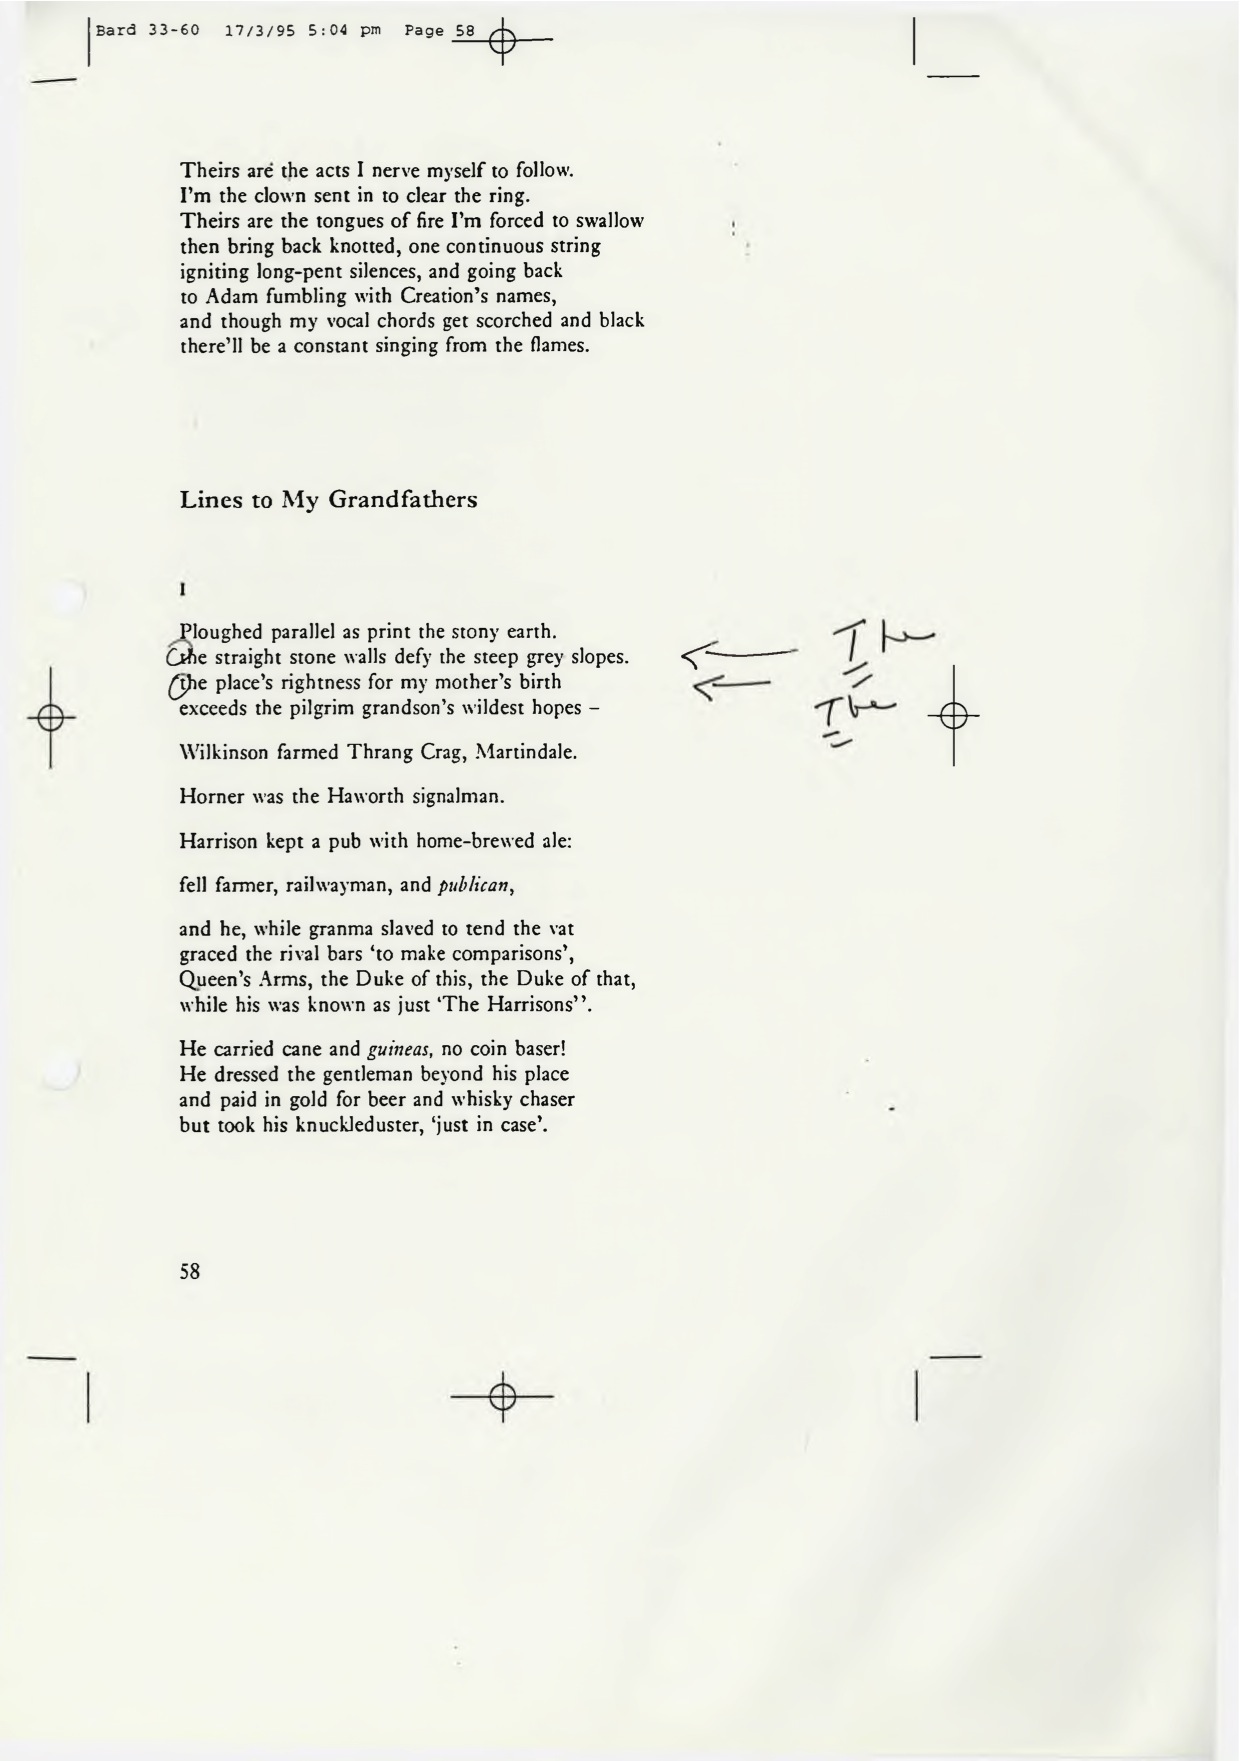 Bard 33-60 17/3/95 5:04 pm Page 58
Theirs are the acts I nerve myself to follow.
I'm the clown sent in to clear the ring.
Theirs are the tongues of fire I'm forced to swallow
then bring back knotted, one continuous string
igniting long-pent silences, and going back
to Adam fumbling with Creation's names,
and though my vocal chords get scorched and black
there'll be a constant singing from the flames.
Lines to My Grandfathers
I
Ploughed parallel as print the stony earth.
the straight stone walls defy the steep grey slopes.
The
the place's rightness for my mother's birth
The
exceeds the pilgrim grandson's wildest hopes –
Wilkinson farmed Thrang Crag, Martindale.
Horner was the Haworth signalman.
Harrison kept a pub with home-brewed ale:
fell farmer, railwayman, and publican,
and he, while granma slaved to tend the vat
graced the rival bars 'to make comparisons',
Queen's Arms, the Duke of this, the Duke of that,
while his was known as just 'The Harrisons''.
He carried cane and guineas, no coin baser!
He dressed the gentleman beyond his place
and paid in gold for beer and whisky chaser
but took his knuckleduster, 'just in case'.
58